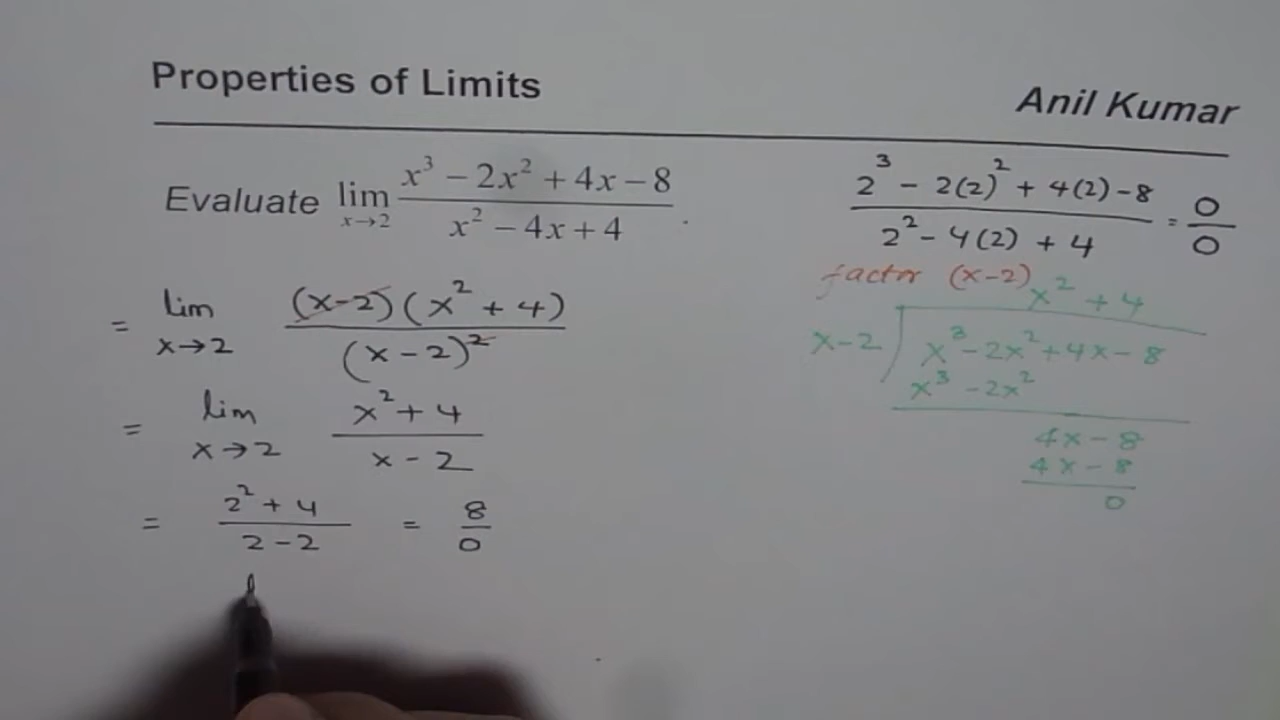 Properties of Limits
Anil Kumar
Evaluate lim x→2 (x³ − 2x² + 4x − 8)/(x² − 4x + 4) .
= lim x→2 (x-2)(x² + 4)/(x-2)²
= lim x→2 (x² + 4)/(x - 2)
= (2² + 4)/(2 - 2) = 8/0
(2³ - 2(2)² + 4(2) - 8)/(2² - 4(2) + 4) = 0/0
factor (x-2)
x² + 4
x-2 ) x³ - 2x² + 4x - 8
x³ - 2x²
4x - 8
4x - 8
0